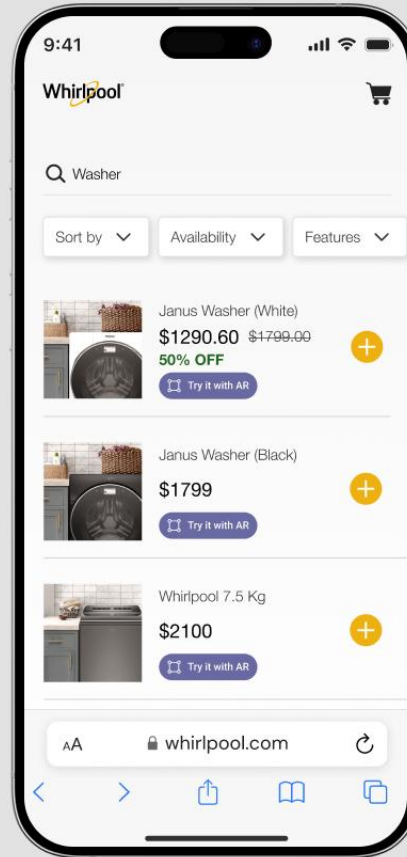 9:41
Whirlpool
Washer
Sort by
Availability
Features
Janus Washer (White)
$1290.60 $1799.00
50% OFF
Try it with AR
Janus Washer (Black)
$1799
Try it with AR
Whirlpool 7.5 Kg
$2100
Try it with AR
AA
whirlpool.com